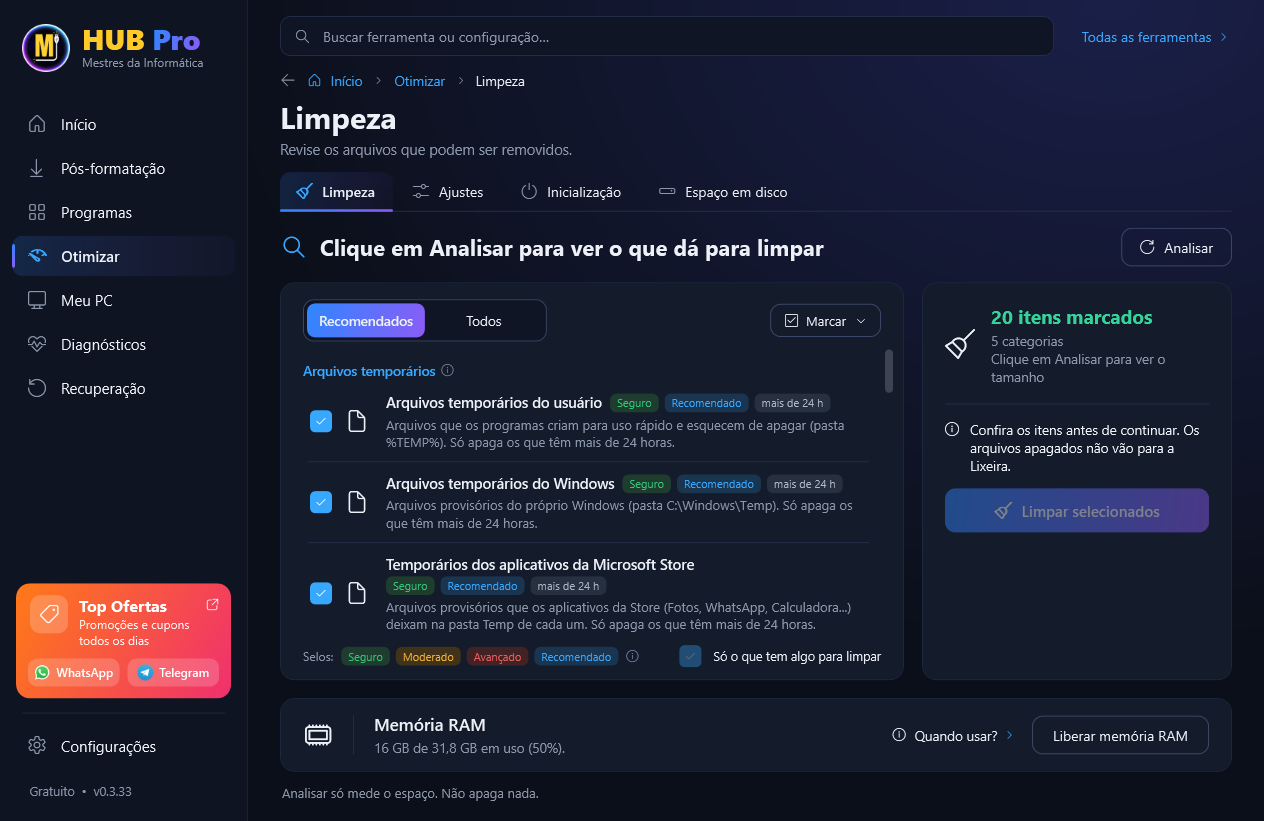 HUB Pro
Mestres da Informática
Início
Pós-formatação
Programas
Otimizar
Meu PC
Diagnósticos
Recuperação
Top Ofertas
Promoções e cupons
todos os dias
WhatsApp
Telegram
Configurações
Gratuito • v0.3.33
Buscar ferramenta ou configuração...
Todas as ferramentas
Início > Otimizar > Limpeza
Limpeza
Revise os arquivos que podem ser removidos.
Limpeza
Ajustes
Inicialização
Espaço em disco
Clique em Analisar para ver o que dá para limpar
Analisar
Recomendados
Todos
Marcar
Arquivos temporários
Arquivos temporários do usuário Seguro Recomendado mais de 24 h
Arquivos que os programas criam para uso rápido e esquecem de apagar (pasta
%TEMP%). Só apaga os que têm mais de 24 horas.
Arquivos temporários do Windows Seguro Recomendado mais de 24 h
Arquivos provisórios do próprio Windows (pasta C:\Windows\Temp). Só apaga os
que têm mais de 24 horas.
Temporários dos aplicativos da Microsoft Store
Seguro Recomendado mais de 24 h
Arquivos provisórios que os aplicativos da Store (Fotos, WhatsApp, Calculadora...)
deixam na pasta Temp de cada um. Só apaga os que têm mais de 24 horas.
Selos: Seguro Moderado Avançado Recomendado
Só o que tem algo para limpar
20 itens marcados
5 categorias
Clique em Analisar para ver o
tamanho
Confira os itens antes de continuar. Os
arquivos apagados não vão para a
Lixeira.
Limpar selecionados
Memória RAM
16 GB de 31,8 GB em uso (50%).
Quando usar?
Liberar memória RAM
Analisar só mede o espaço. Não apaga nada.